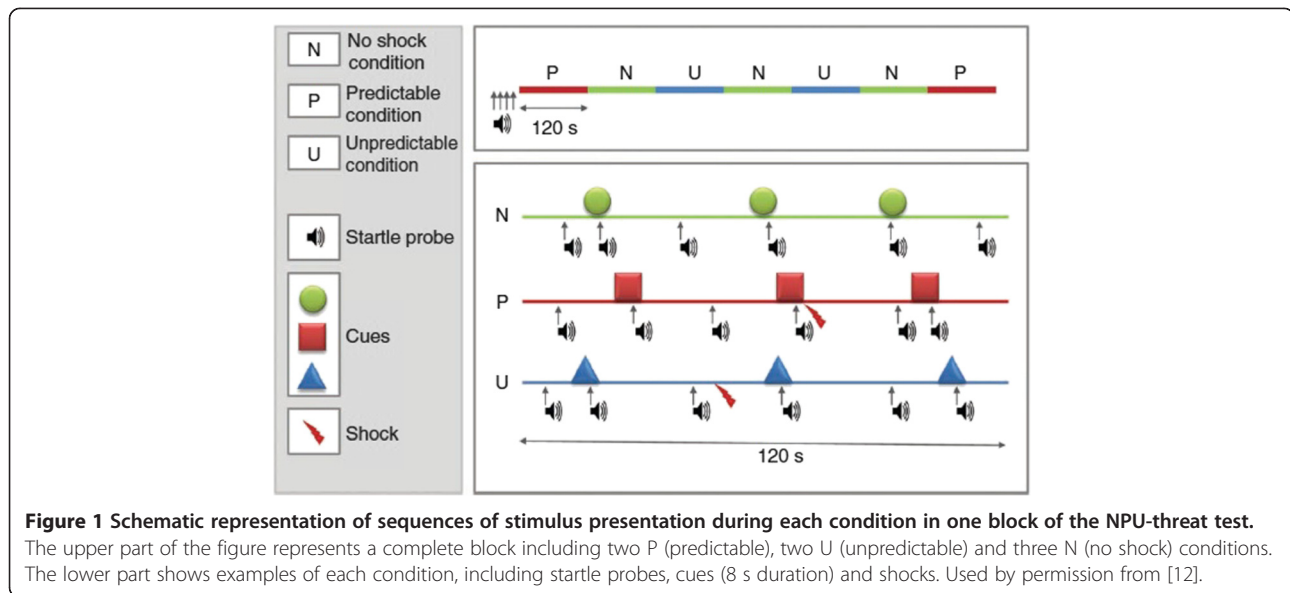 N No shock
condition
P Predictable
condition
U Unpredictable
condition
Startle probe
Cues
Shock
P N U N U N P
120 s
N
P
U
120 s
Figure 1 Schematic representation of sequences of stimulus presentation during each condition in one block of the NPU-threat test.
The upper part of the figure represents a complete block including two P (predictable), two U (unpredictable) and three N (no shock) conditions.
The lower part shows examples of each condition, including startle probes, cues (8 s duration) and shocks. Used by permission from [12].